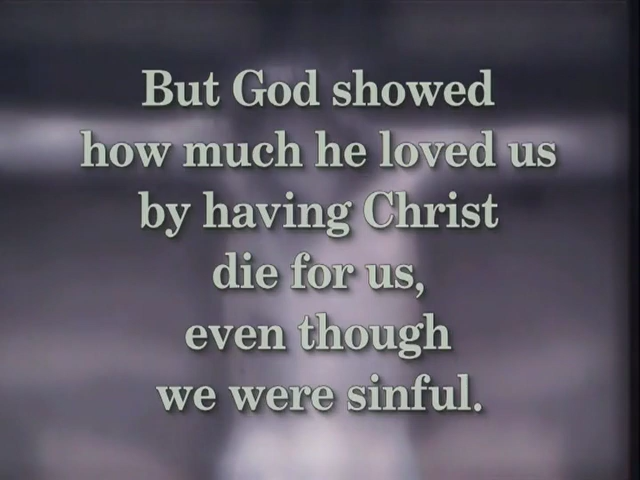 But God showed
how much he loved us
by having Christ
die for us,
even though
we were sinful.